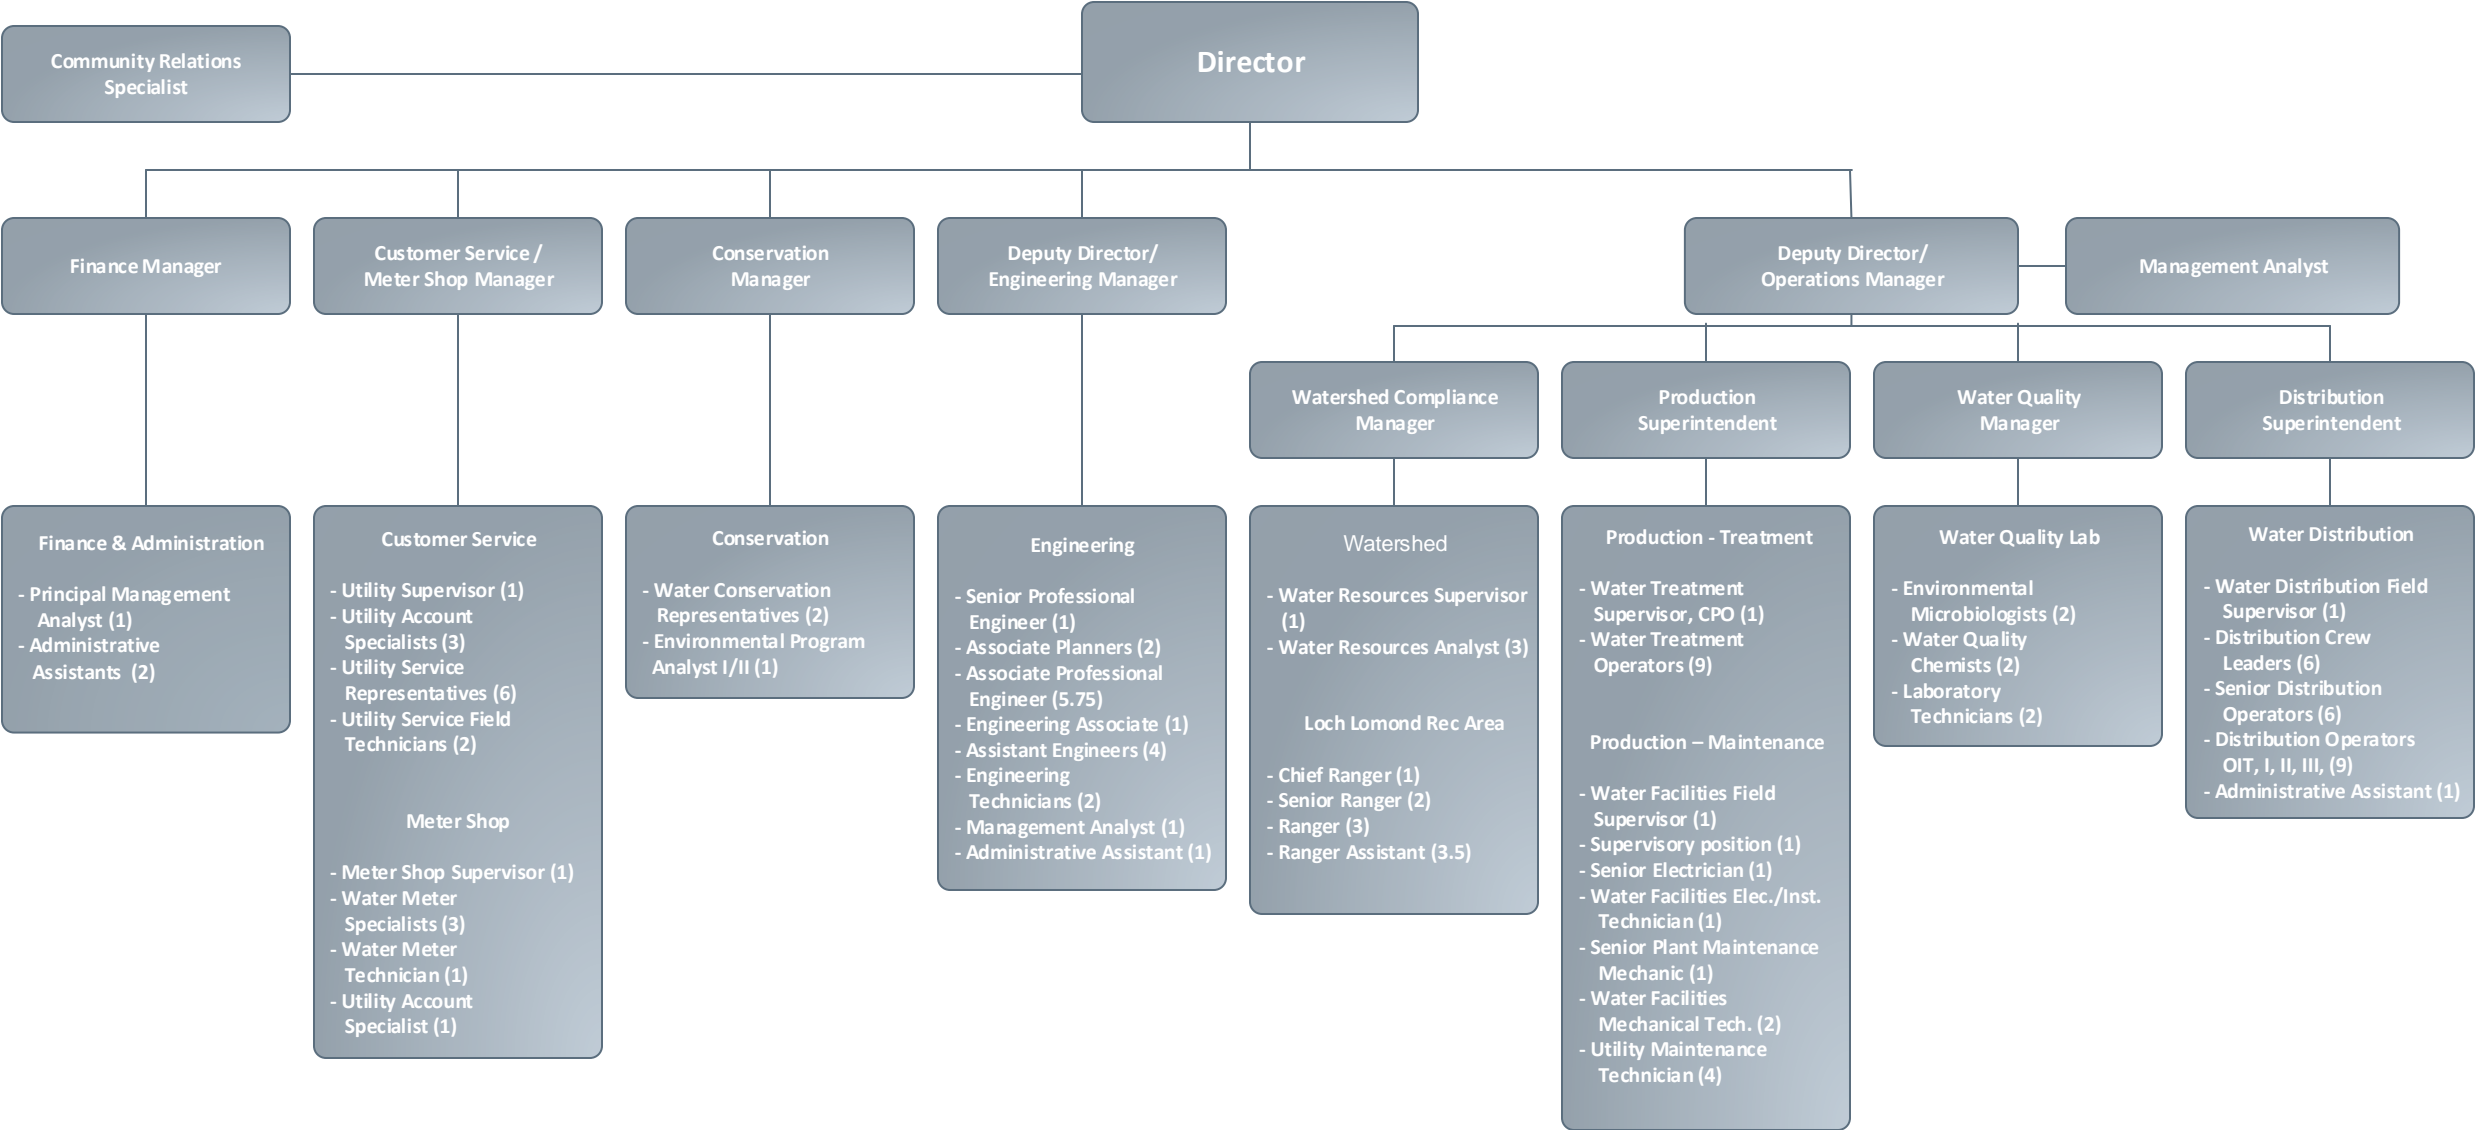 Community Relations
Specialist
Director
Finance Manager
Customer Service /
Meter Shop Manager
Conservation
Manager
Deputy Director/
Engineering Manager
Deputy Director/
Operations Manager
Management Analyst
Watershed Compliance
Manager
Production
Superintendent
Water Quality
Manager
Distribution
Superintendent
Finance & Administration
- Principal Management
Analyst (1)
- Administrative
Assistants (2)
Customer Service
- Utility Supervisor (1)
- Utility Account
Specialists (3)
- Utility Service
Representatives (6)
- Utility Service Field
Technicians (2)
Meter Shop
- Meter Shop Supervisor (1)
- Water Meter
Specialists (3)
- Water Meter
Technician (1)
- Utility Account
Specialist (1)
Conservation
- Water Conservation
Representatives (2)
- Environmental Program
Analyst I/II (1)
Engineering
- Senior Professional
Engineer (1)
- Associate Planners (2)
- Associate Professional
Engineer (5.75)
- Engineering Associate (1)
- Assistant Engineers (4)
- Engineering
Technicians (2)
- Management Analyst (1)
- Administrative Assistant (1)
Watershed
- Water Resources Supervisor
(1)
- Water Resources Analyst (3)
Loch Lomond Rec Area
- Chief Ranger (1)
- Senior Ranger (2)
- Ranger (3)
- Ranger Assistant (3.5)
Production - Treatment
- Water Treatment
Supervisor, CPO (1)
- Water Treatment
Operators (9)
Production – Maintenance
- Water Facilities Field
Supervisor (1)
- Supervisory position (1)
- Senior Electrician (1)
- Water Facilities Elec./Inst.
Technician (1)
- Senior Plant Maintenance
Mechanic (1)
- Water Facilities
Mechanical Tech. (2)
- Utility Maintenance
Technician (4)
Water Quality Lab
- Environmental
Microbiologists (2)
- Water Quality
Chemists (2)
- Laboratory
Technicians (2)
Water Distribution
- Water Distribution Field
Supervisor (1)
- Distribution Crew
Leaders (6)
- Senior Distribution
Operators (6)
- Distribution Operators
OIT, I, II, III, (9)
- Administrative Assistant (1)